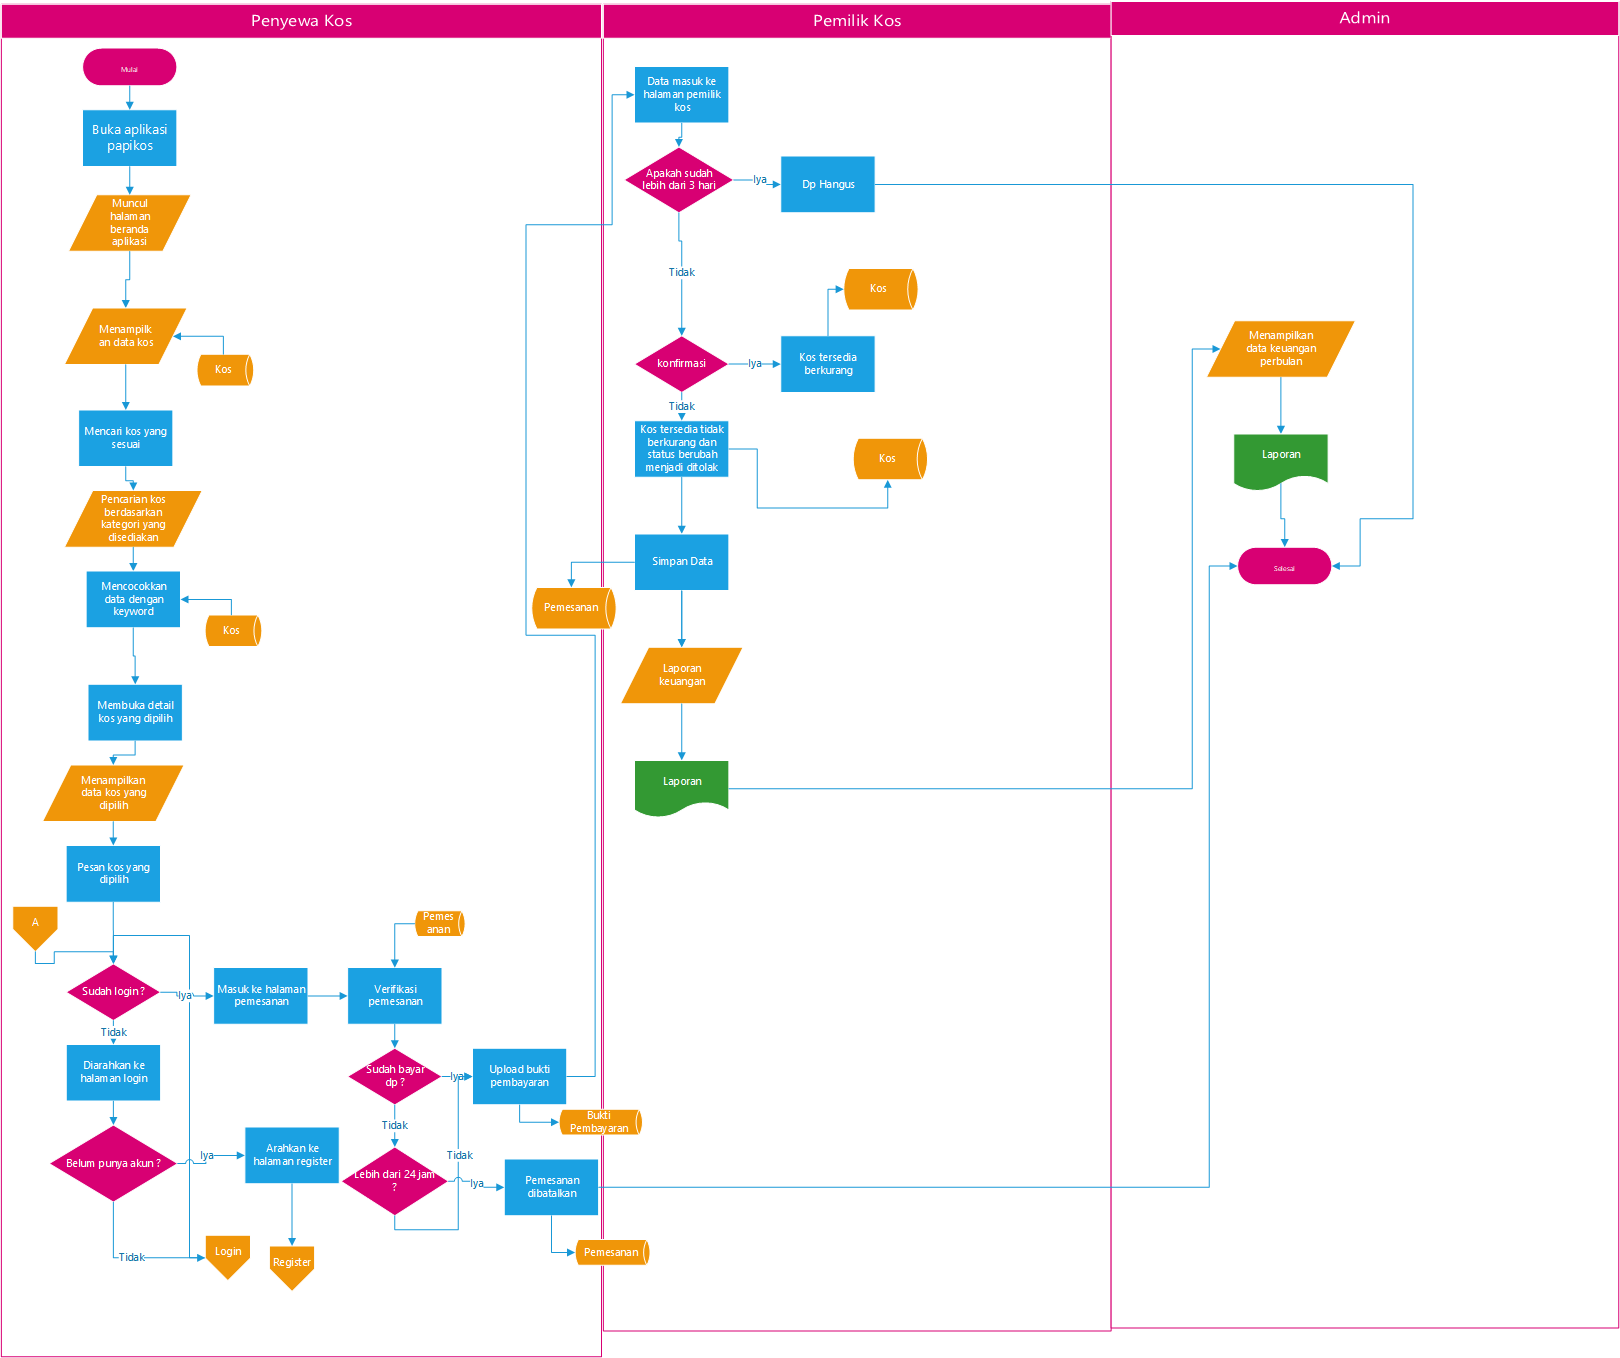 Penyewa Kos
Pemilik Kos
Admin
Mulai
Buka aplikasi
papikos
Muncul
halaman
beranda
aplikasi
Menampilk
an data kos
Kos
Mencari kos yang
sesuai
Pencarian kos
berdasarkan
kategori yang
disediakan
Mencocokkan
data dengan
keyword
Kos
Membuka detail
kos yang dipilih
Menampilkan
data kos yang
dipilih
Pesan kos yang
dipilih
A
Sudah login ?
Iya
Masuk ke halaman
pemesanan
Pemes
anan
Verifikasi
pemesanan
Tidak
Diarahkan ke
halaman login
Sudah bayar
dp ?
Iya
Upload bukti
pembayaran
Bukti
Pembayaran
Tidak
Belum punya akun ?
Iya
Arahkan ke
halaman register
Tidak
Lebih dari 24 jam
?
Iya
Pemesanan
dibatalkan
Pemesanan
Tidak
Login
Register
Data masuk ke
halaman pemilik
kos
Apakah sudah
lebih dari 3 hari
Iya
Dp Hangus
Tidak
Kos
konfirmasi
Iya
Kos tersedia
berkurang
Tidak
Kos tersedia tidak
berkurang dan
status berubah
menjadi ditolak
Kos
Simpan Data
Pemesanan
Laporan
keuangan
Laporan
Menampilkan
data keuangan
perbulan
Laporan
Selesai